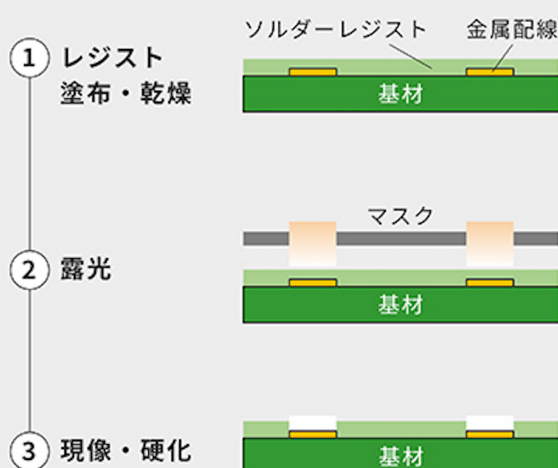 ソルダーレジスト 金属配線
1 レジスト
塗布・乾燥
基材
マスク
2 露光
基材
3 現像・硬化
基材